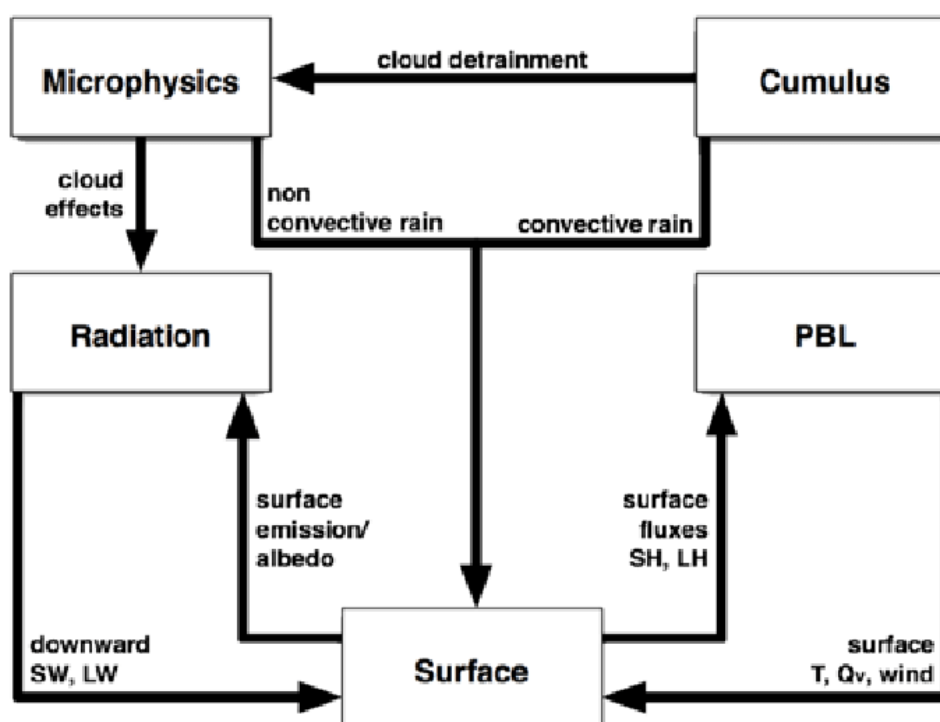 cloud detrainment
Microphysics
Cumulus
cloud
effects
non
convective rain
convective rain
Radiation
PBL
surface
emission/
albedo
surface
fluxes
SH, LH
downward
SW, LW
Surface
surface
T, Qv, wind